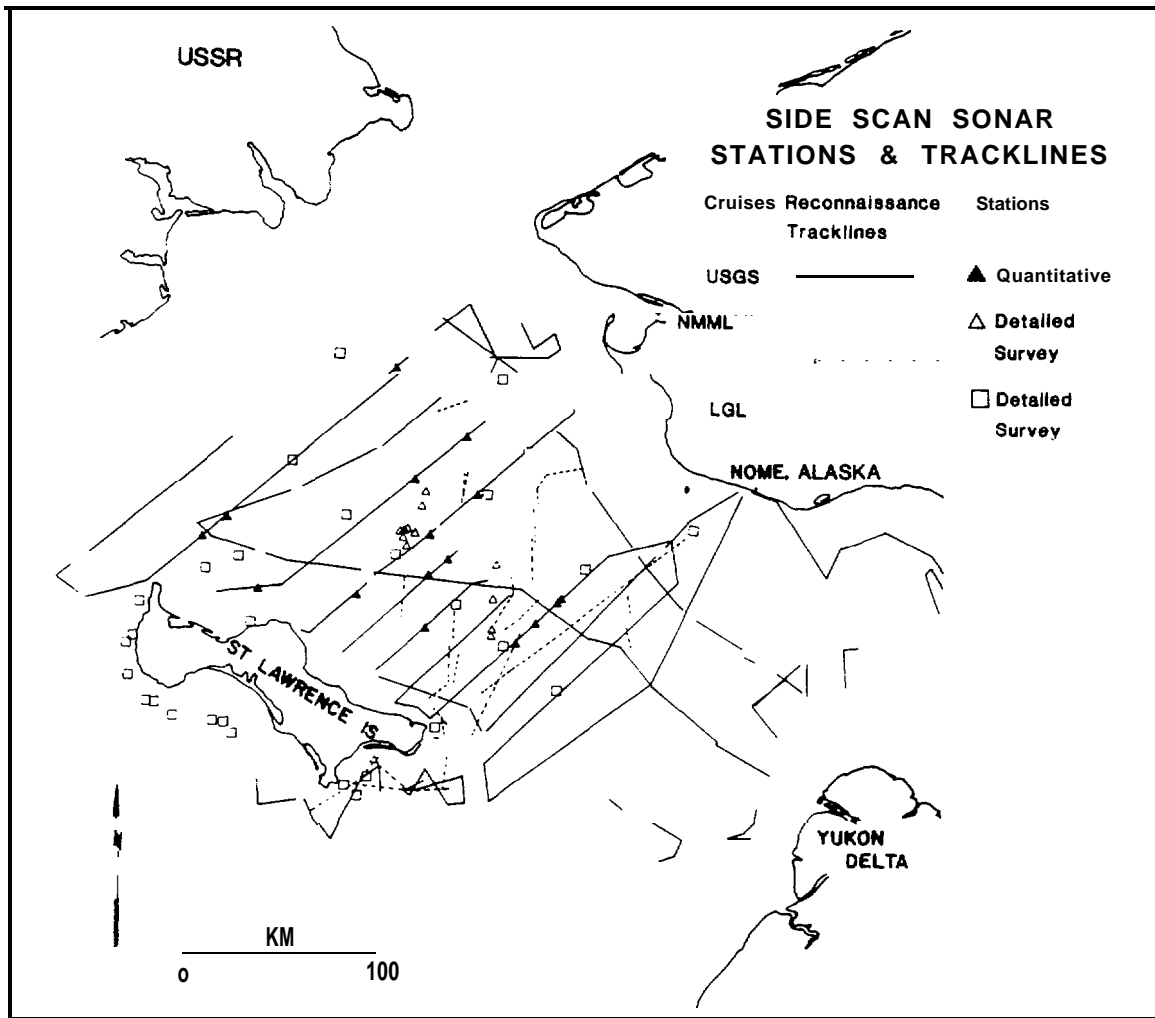 USSR
SIDE SCAN SONAR
STATIONS & TRACKLINES
Cruises Reconnaissance Stations
Tracklines
USGS Quantitative
NMML Detailed
Survey
LGL Detailed
Survey
NOME, ALASKA
ST LAWRENCE IS
YUKON
DELTA
KM
0 100